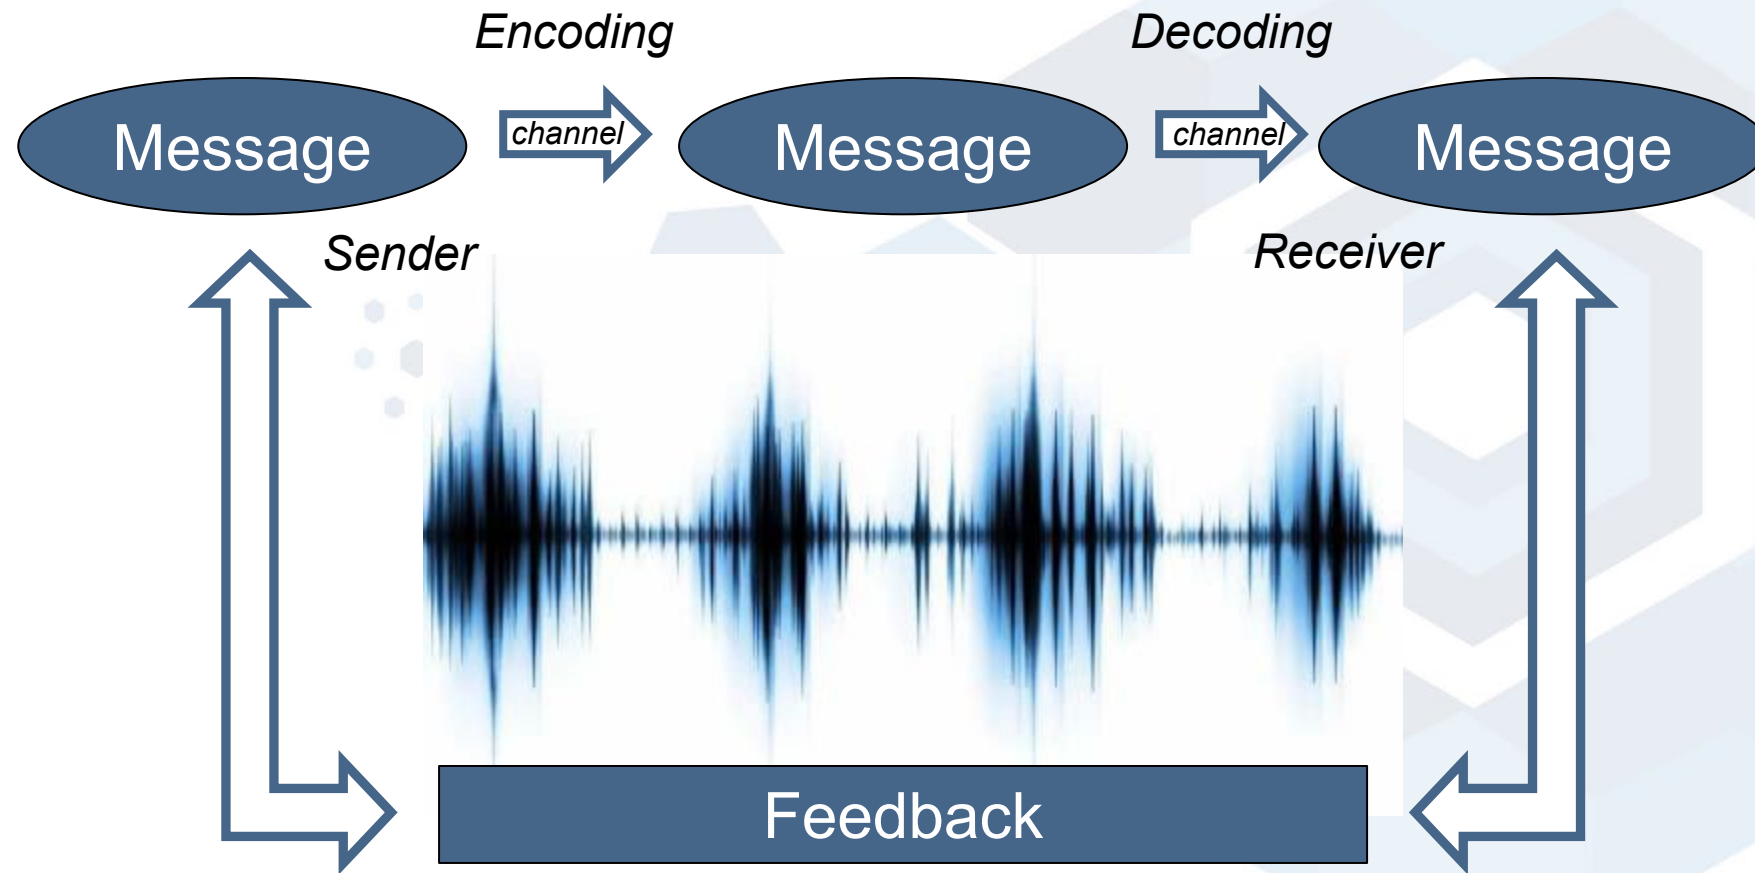 Encoding
Decoding
Message
channel
Message
channel
Message
Sender
Receiver
Feedback